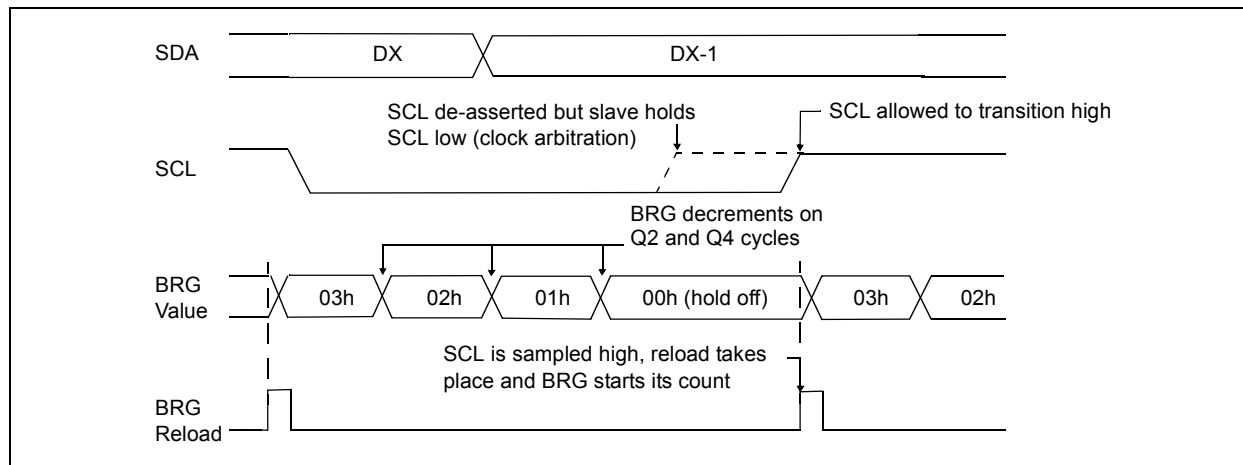 SDA
DX
DX-1
SCL de-asserted but slave holds
SCL low (clock arbitration)
SCL allowed to transition high
SCL
BRG decrements on
Q2 and Q4 cycles
BRG
Value
03h
02h
01h
00h (hold off)
03h
02h
SCL is sampled high, reload takes
place and BRG starts its count
BRG
Reload